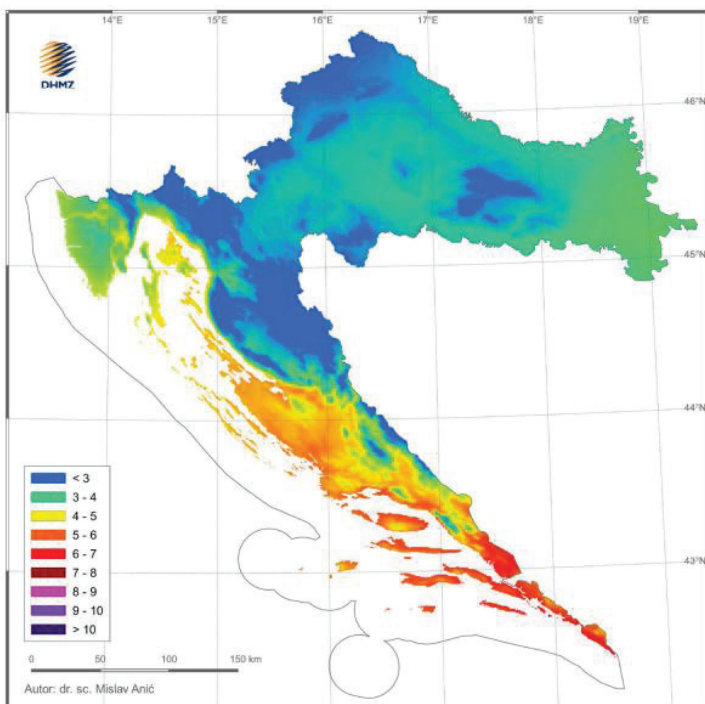 14°E 15°E 16°E 17°E 18°E 19°E
DHMZ
46°N
45°N
44°N
43°N
< 3
3 - 4
4 - 5
5 - 6
6 - 7
7 - 8
8 - 9
9 - 10
> 10
0 50 100 150 km
Autor: dr. sc. Mislav Anić